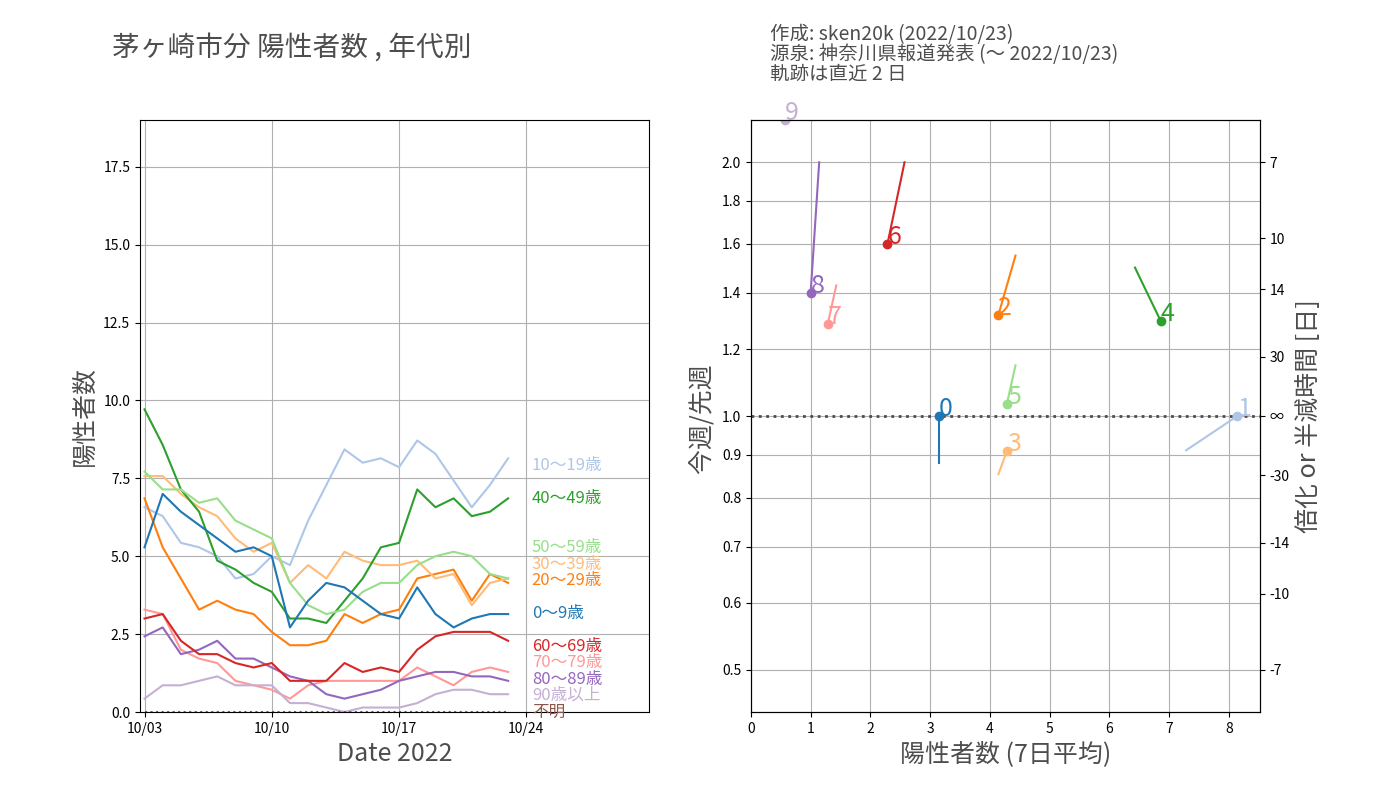 茅ヶ崎市分 陽性者数 , 年代別
作成: sken20k (2022/10/23)
源泉: 神奈川県報道発表 (～ 2022/10/23)
軌跡は直近 2 日
陽性者数
17.5
15.0
12.5
10.0
7.5
5.0
2.5
0.0
10/03
10/10
10/17
10/24
Date 2022
10～19歳
40～49歳
50～59歳
30～39歳
20～29歳
0～9歳
60～69歳
70～79歳
80～89歳
90歳以上
不明
今週/先週
2.0
1.8
1.6
1.4
1.2
1.0
0.9
0.8
0.7
0.6
0.5
9
6
8
7
2
4
5
0
1
3
0
1
2
3
4
5
6
7
8
陽性者数 (7日平均)
7
10
14
30
∞
-30
-14
-10
-7
倍化 or 半減時間 [日]